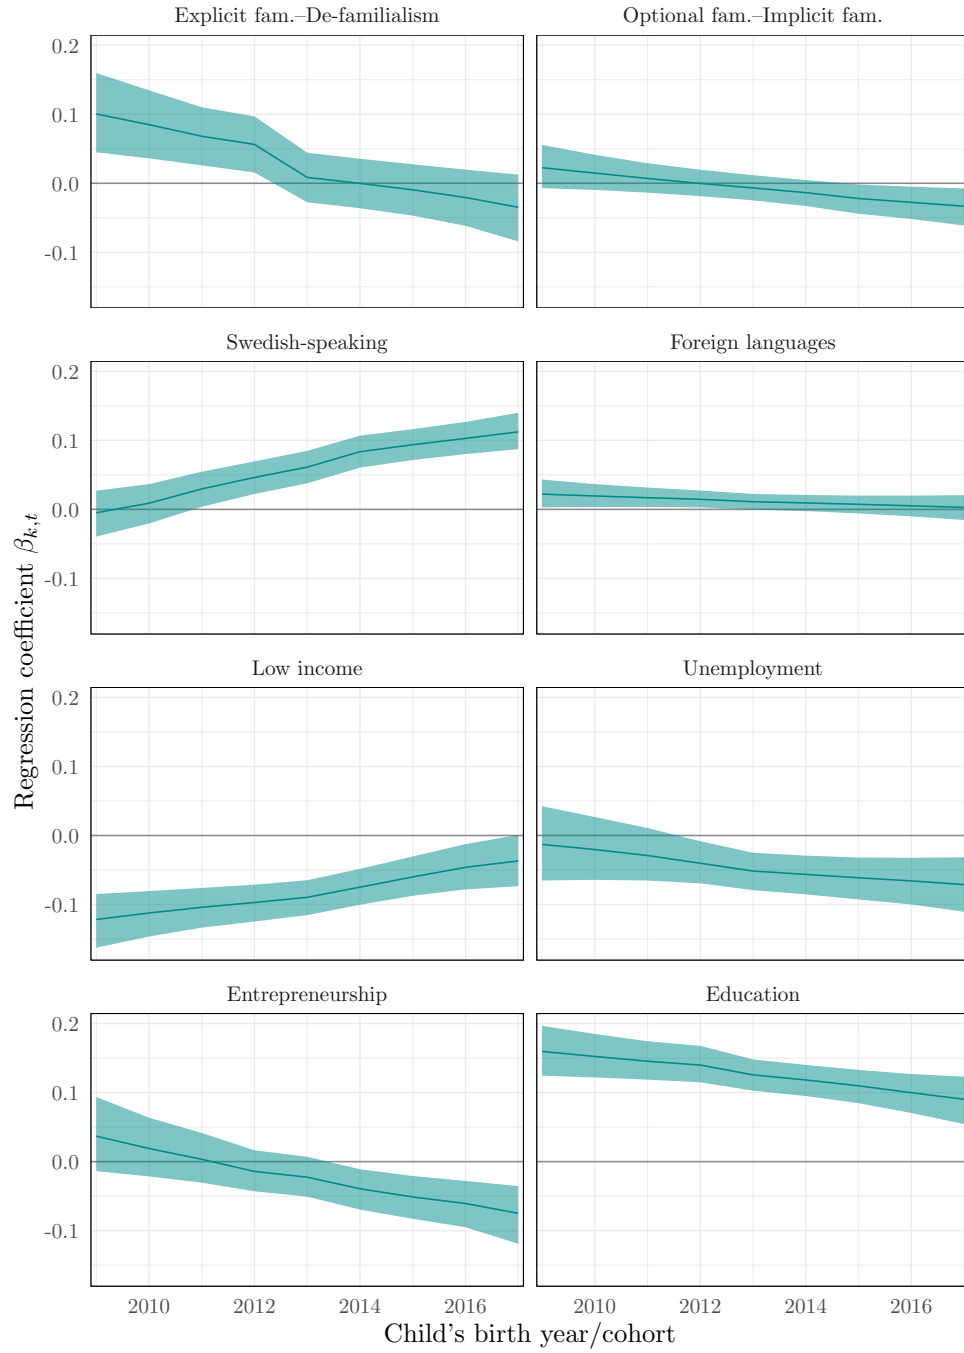 Explicit fam.–De-familialism
Optional fam.–Implicit fam.
0.2
0.1
0.0
-0.1
Swedish-speaking
Foreign languages
0.2
0.1
0.0
-0.1
Regression coefficient βk,t
Low income
Unemployment
0.2
0.1
0.0
-0.1
Entrepreneurship
Education
0.2
0.1
0.0
-0.1
2010 2012 2014 2016
2010 2012 2014 2016
Child's birth year/cohort